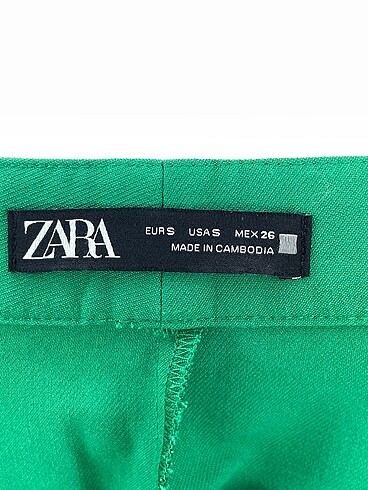 ZARA
EUR S USA S MEX 26
MADE IN CAMBODIA